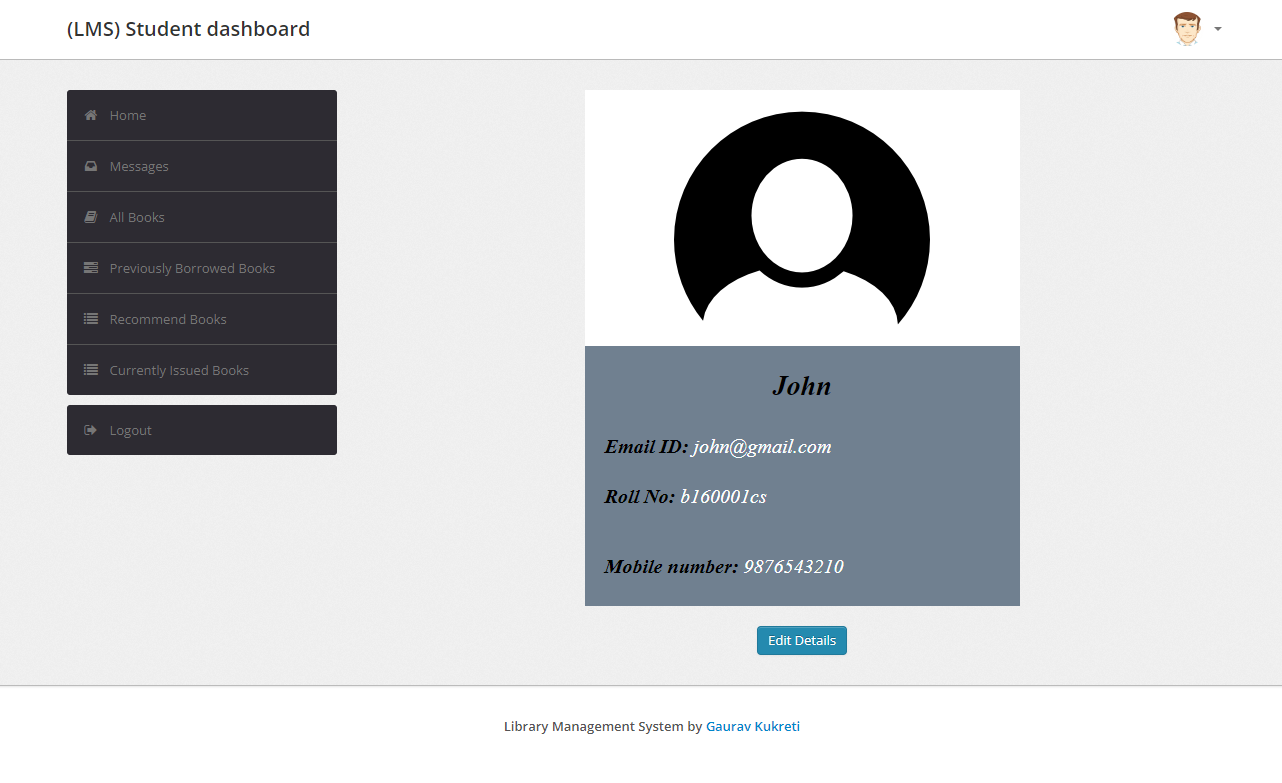 (LMS) Student dashboard
Home
Messages
All Books
Previously Borrowed Books
Recommend Books
Currently Issued Books
Logout
John
Email ID: john@gmail.com
Roll No: b160001cs
Mobile number: 9876543210
Edit Details
Library Management System by Gaurav Kukreti